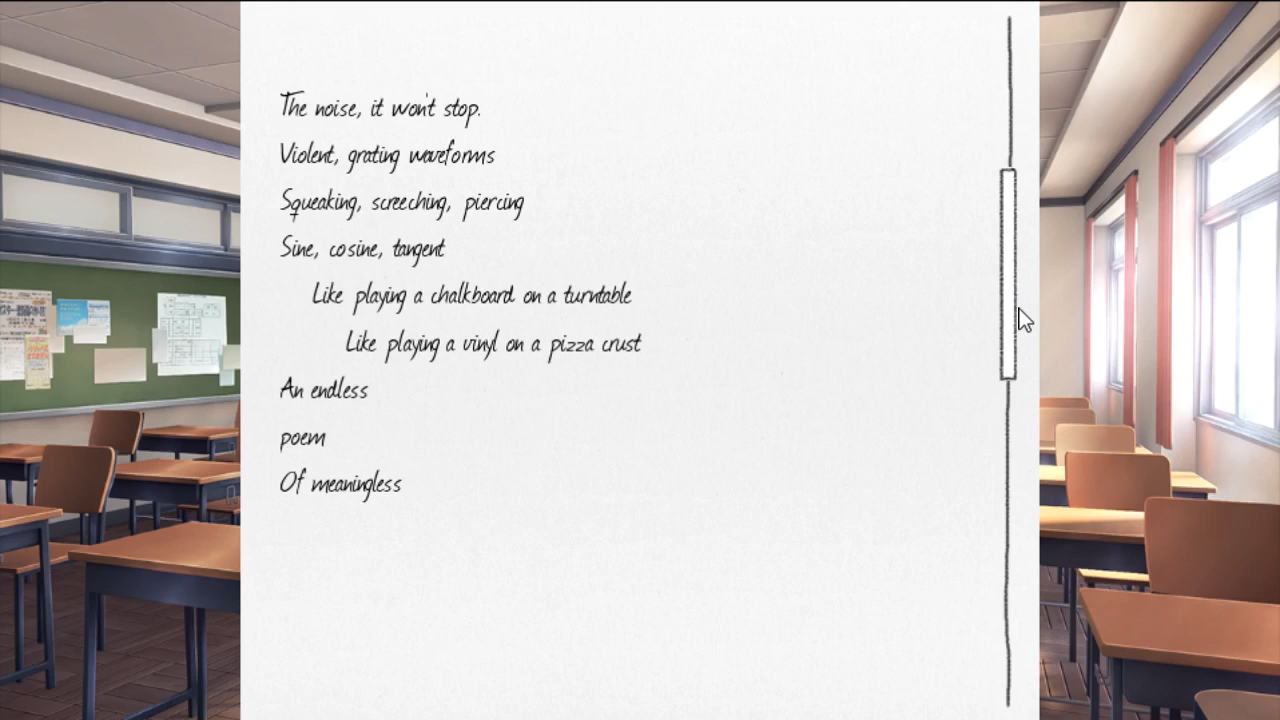 The noise, it won't stop.
Violent, grating waveforms
Squeaking, screeching, piercing
Sine, cosine, tangent
Like playing a chalkboard on a turntable
Like playing a vinyl on a pizza crust
An endless
poem
Of meaningless